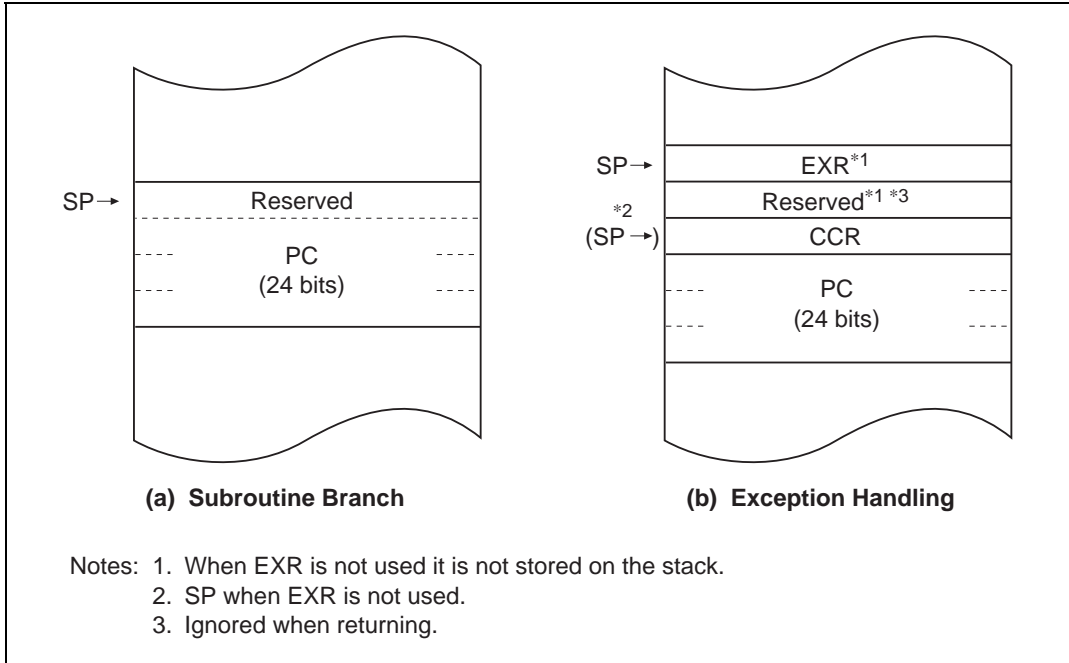 SP→
Reserved
PC
(24 bits)
(a) Subroutine Branch
SP→
EXR*1
Reserved*1 *3
*2
(SP→)
CCR
PC
(24 bits)
(b) Exception Handling
Notes: 1. When EXR is not used it is not stored on the stack.
2. SP when EXR is not used.
3. Ignored when returning.